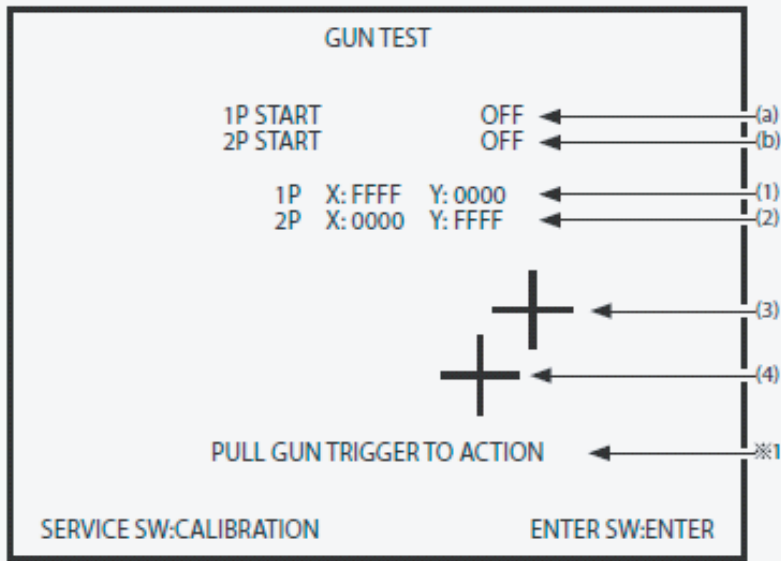 GUN TEST
1P START OFF (a)
2P START OFF (b)
1P X: FFFF Y: 0000 (1)
2P X: 0000 Y: FFFF (2)
(3)
(4)
PULL GUN TRIGGER TO ACTION ※1
SERVICE SW:CALIBRATION ENTER SW:ENTER